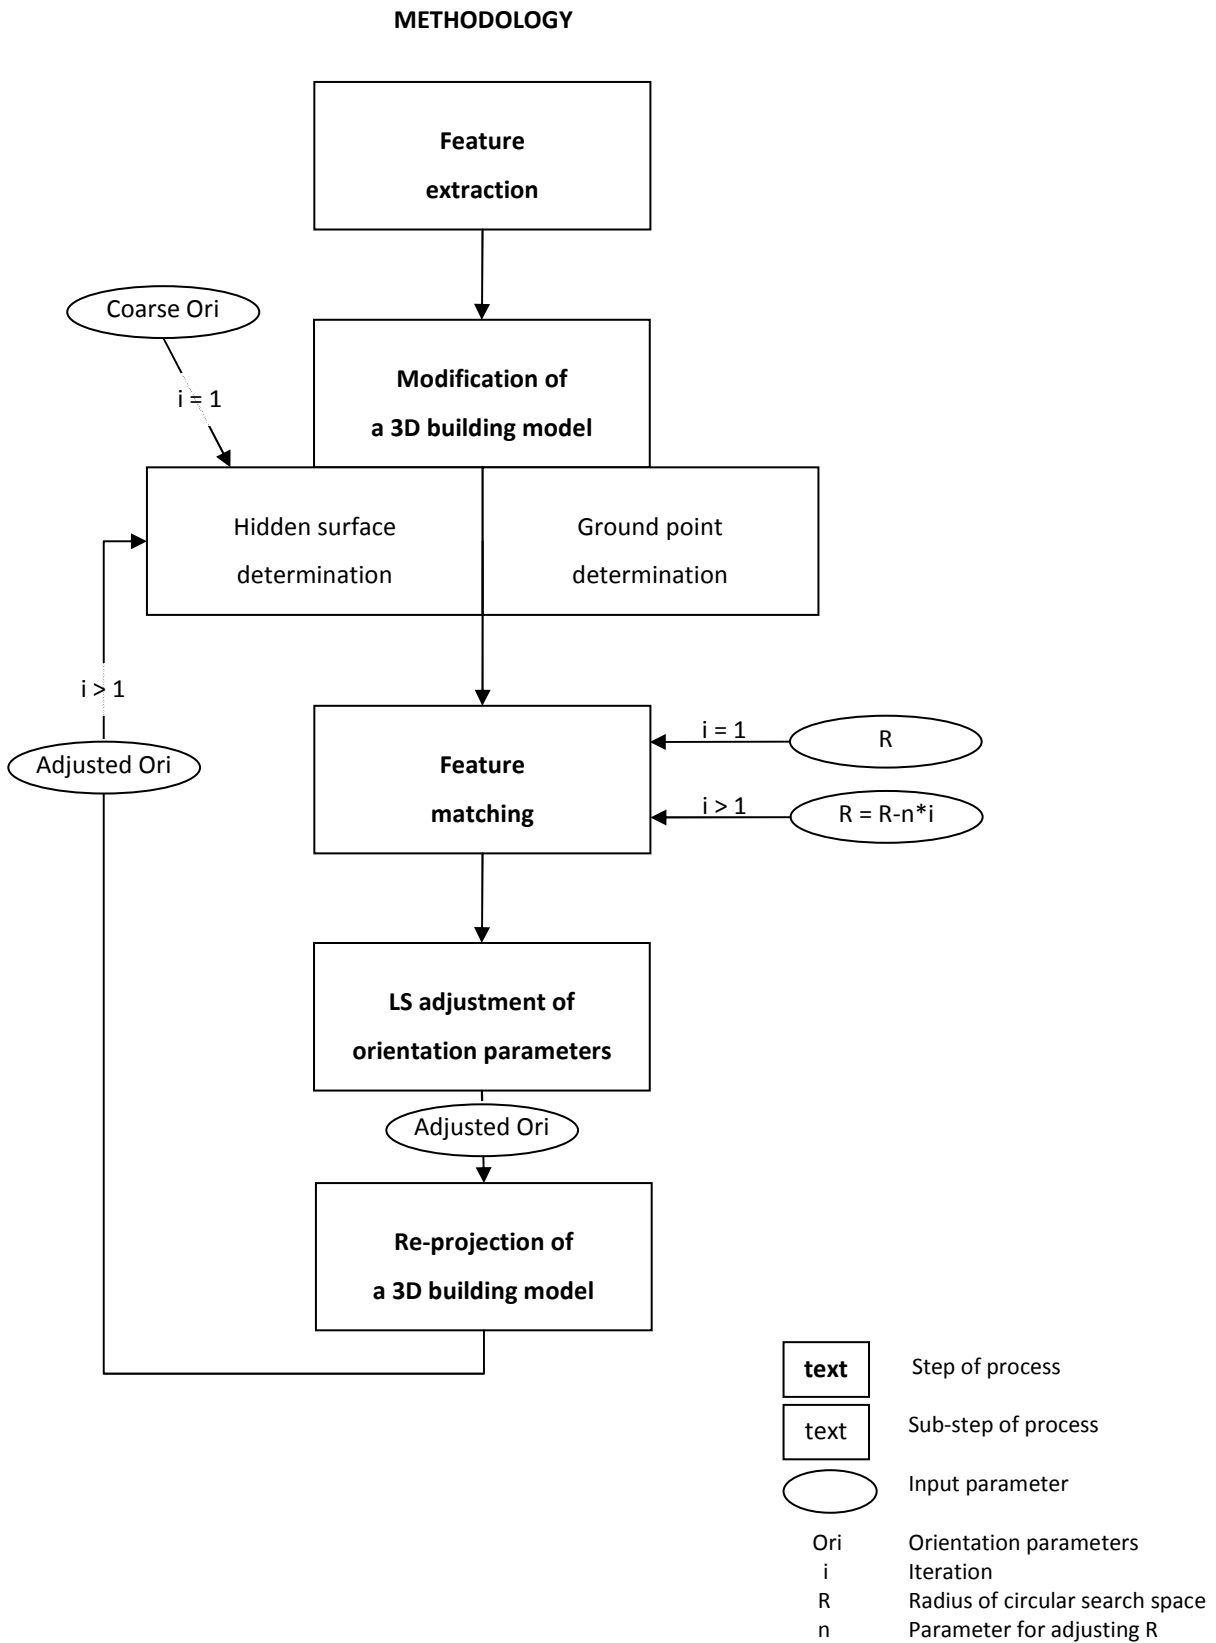 METHODOLOGY
Feature
extraction
Coarse Ori
i = 1
Modification of
a 3D building model
Hidden surface
determination
Ground point
determination
i > 1
Adjusted Ori
Feature
matching
i = 1
R
i > 1
R = R-n*i
LS adjustment of
orientation parameters
Adjusted Ori
Re-projection of
a 3D building model
text Step of process
text Sub-step of process
Input parameter
Ori Orientation parameters
i Iteration
R Radius of circular search space
n Parameter for adjusting R